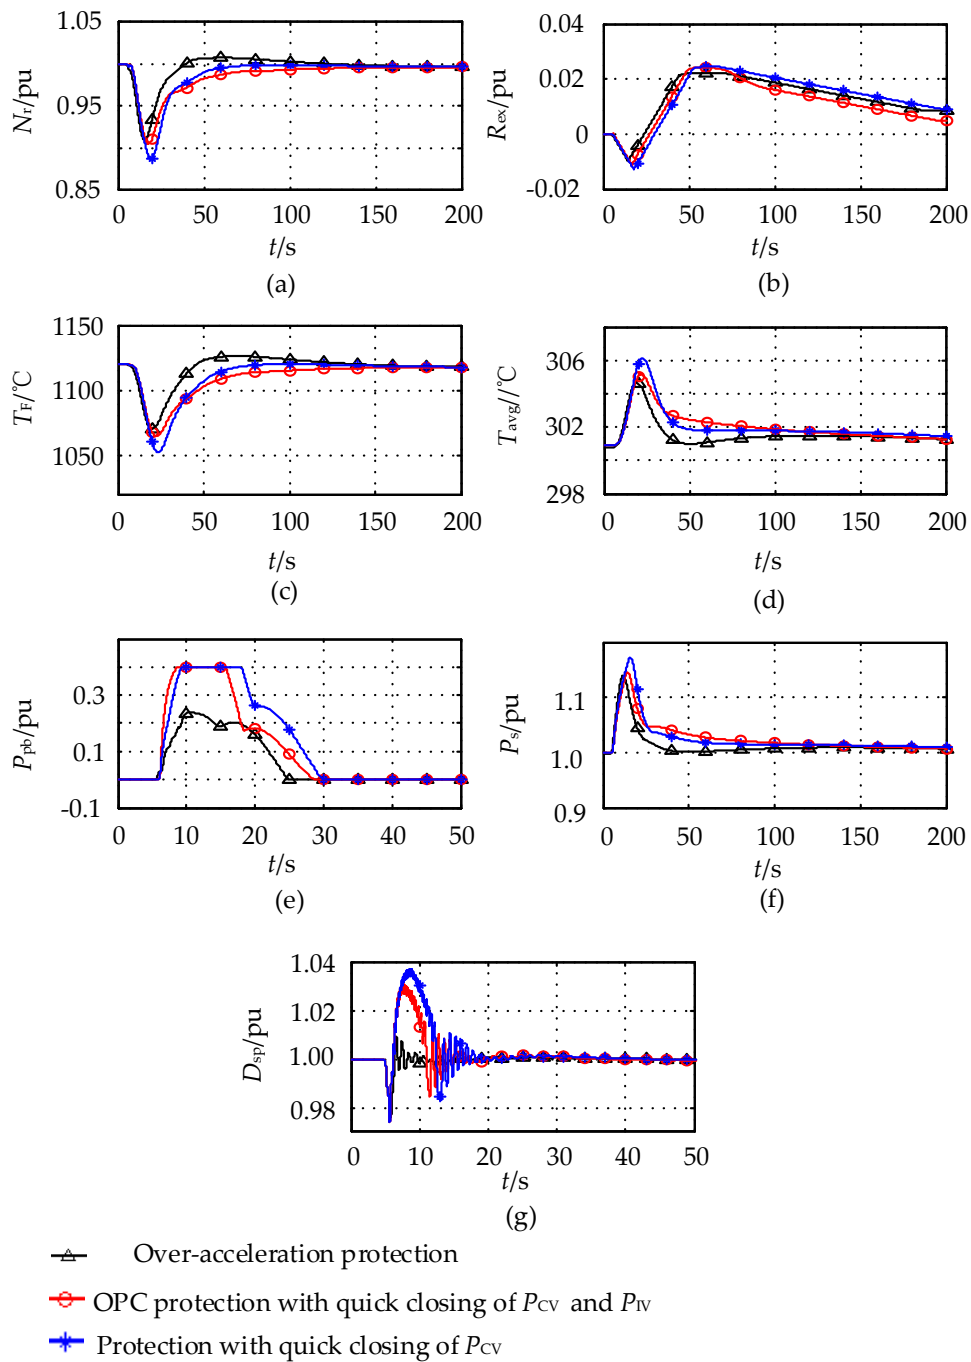 1.05
0.95
0.85
Nr/pu
0 50 100 150 200
t/s
(a)
0.04
0.02
0
-0.02
Rex/pu
0 50 100 150 200
t/s
(b)
1150
1100
1050
TF/°C
0 50 100 150 200
t/s
(c)
306
302
298
Tavg//°C
0 50 100 150 200
t/s
(d)
0.3
0.1
-0.1
Ppb/pu
0 10 20 30 40 50
t/s
(e)
1.1
1.0
0.9
Ps/pu
0 50 100 150 200
t/s
(f)
1.04
1.02
1.00
0.98
Dsp/pu
0 10 20 30 40 50
t/s
(g)
Over-acceleration protection
OPC protection with quick closing of PCV and PIV
Protection with quick closing of PCV